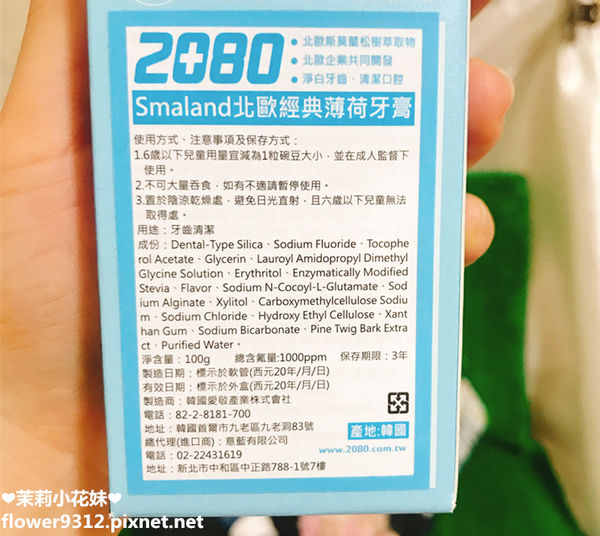 2080
•北歐斯莫蘭松樹萃取物
•北歐企業共同開發
•淨白牙齒、清潔口腔
Smaland北歐經典薄荷牙膏
使用方式、注意事項及保存方式：
1.6歲以下兒童用量宜減為1粒碗豆大小，並在成人監督下
使用。
2.不可大量吞食，如有不適請暫停使用。
3.置於陰涼乾燥處，避免日光直射，且六歲以下兒童無法
取得處。
用途：牙齒清潔
成份：Dental-Type Silica、Sodium Fluoride、Tocophe
rol Acetate、Glycerin、Lauroyl Amidopropyl Dimethyl
Glycine Solution、Erythritol、Enzymatically Modified
Stevia、Flavor、Sodium N-Cocoyl-L-Glutamate、Sod
ium Alginate、Xylitol、Carboxymethylcellulose Sodiu
m、Sodium Chloride、Hydroxy Ethyl Cellulose、Xant
han Gum、Sodium Bicarbonate、Pine Twig Bark Extra
ct、Purified Water。
淨含量：100g 總含氟量:1000ppm 保存期限：3年
製造日期：標示於軟管(西元20年/月/日)
有效日期：標示於外盒(西元20年/月/日)
製造商：韓國愛敬產業株式會社
電話：82-2-8181-700
地址：韓國首爾市九老區九老洞83號
總代理(進口商)：意藍有限公司
電話：02-22431619
地址：新北市中和區中正路788-1號7樓
產地:韓國
www.2080.com.tw
❤茉莉小花妹❤
flower9312.pixnet.net